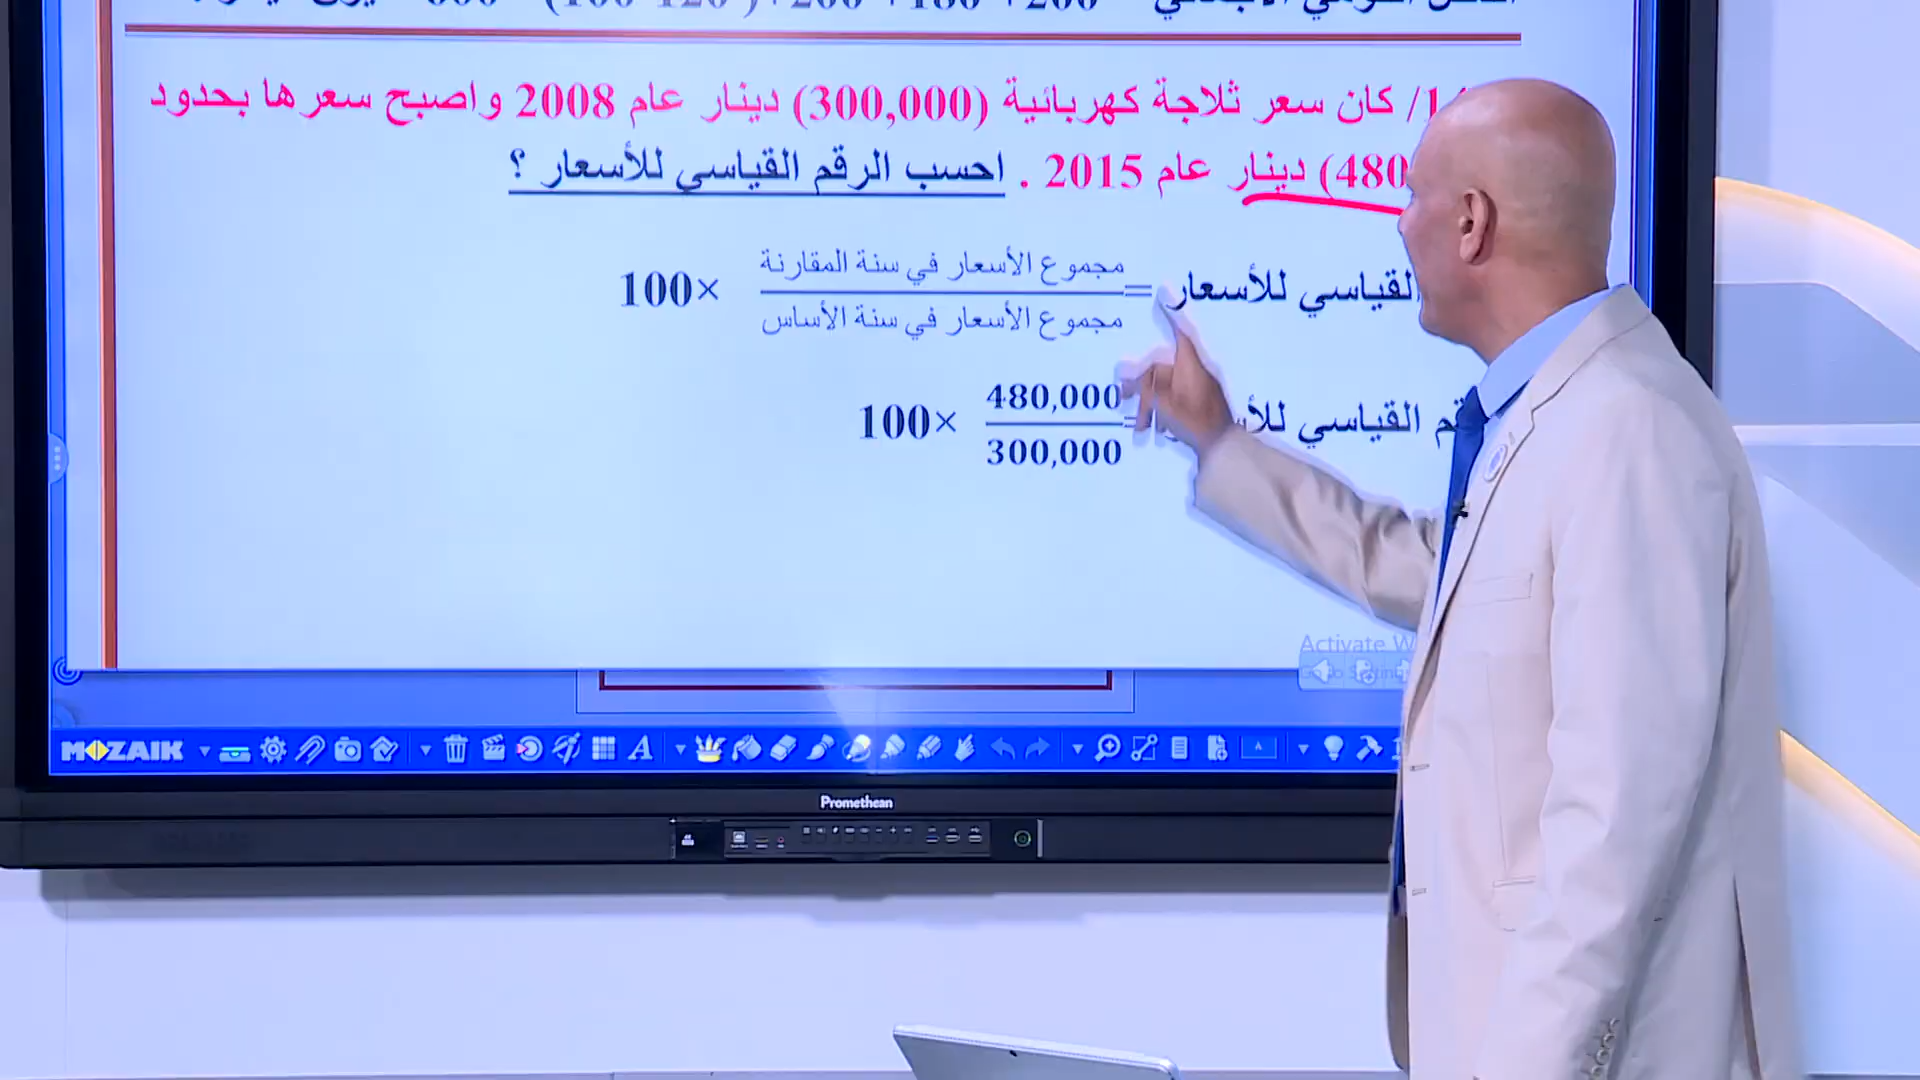 كان سعر ثلاجة كهربائية (300,000) دينار عام 2008 واصبح سعرها بحدود
(480 دينار عام 2015 . احسب الرقم القياسي للأسعار ؟
القياسي للأسعار = مجموع الأسعار في سنة المقارنة
مجموع الأسعار في سنة الأساس
×100
القياسي
480,000
300,000
×100
Activate
MOZAIK
Promethean